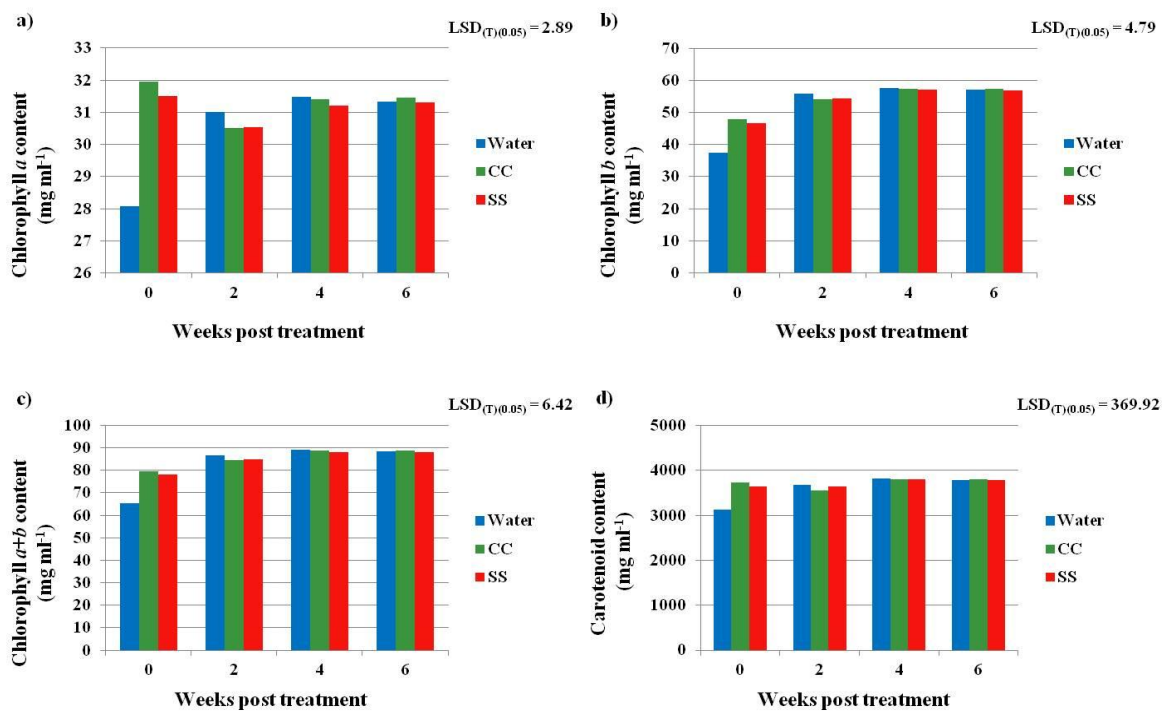 a)
LSD(T)(0.05) = 2.89
33
32
31
30
29
28
27
26
Chlorophyll a content
(mg ml-1)
0 2 4 6
Weeks post treatment
Water
CC
SS
b)
LSD(T)(0.05) = 4.79
70
60
50
40
30
20
10
0
Chlorophyll b content
(mg ml-1)
0 2 4 6
Weeks post treatment
Water
CC
SS
c)
LSD(T)(0.05) = 6.42
100
90
80
70
60
50
40
30
20
10
0
Chlorophyll a+b content
(mg ml-1)
0 2 4 6
Weeks post treatment
Water
CC
SS
d)
LSD(T)(0.05) = 369.92
5000
4000
3000
2000
1000
0
Carotenoid content
(mg ml-1)
0 2 4 6
Weeks post treatment
Water
CC
SS